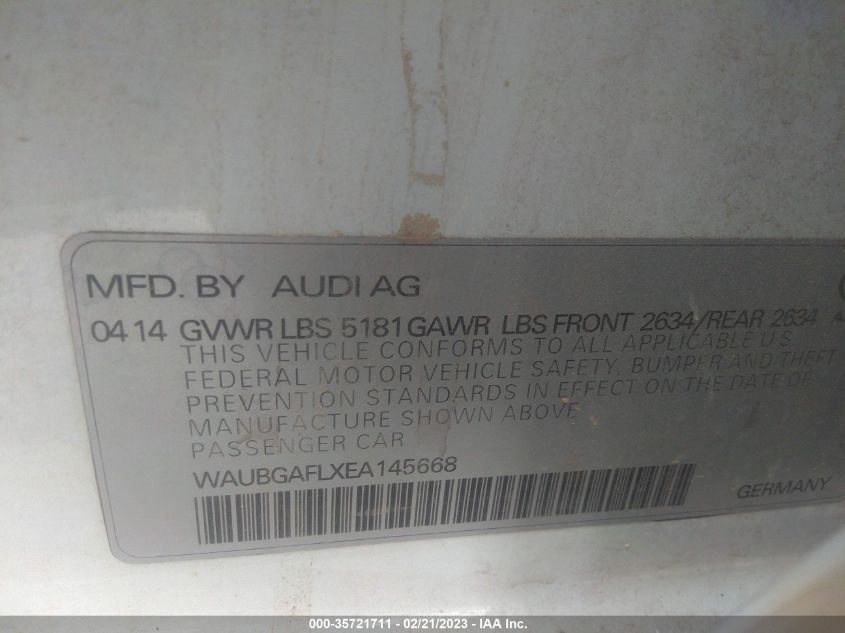 MFD. BY AUDI AG
04 14 GVWR LBS 5181 GAWR LBS FRONT 2634/REAR 2634
THIS VEHICLE CONFORMS TO ALL APPLICABLE U S
FEDERAL MOTOR VEHICLE SAFETY, BUMPER AND THEFT
PREVENTION STANDARDS IN EFFECT ON THE DATE OF
MANUFACTURE SHOWN ABOVE
PASSENGER CAR
WAUBGAFLXEA145668
GERMANY
000-35721711 - 02/21/2023 - IAA Inc.